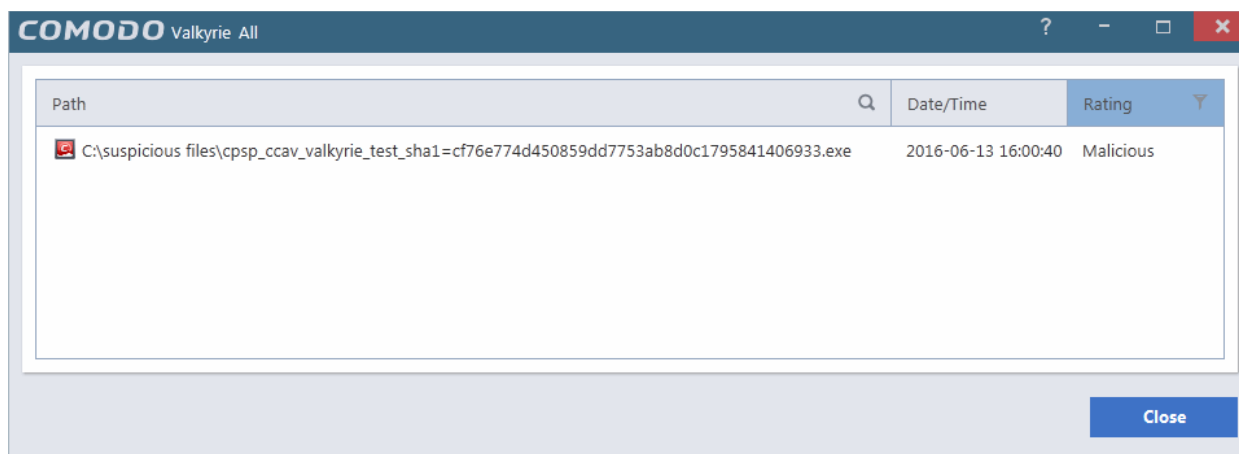 COMODO Valkyrie All ?
Path Date/Time Rating
C:\suspicious files\cpsp_ccav_valkyrie_test_sha1=cf76e774d450859dd7753ab8d0c1795841406933.exe 2016-06-13 16:00:40 Malicious
Close